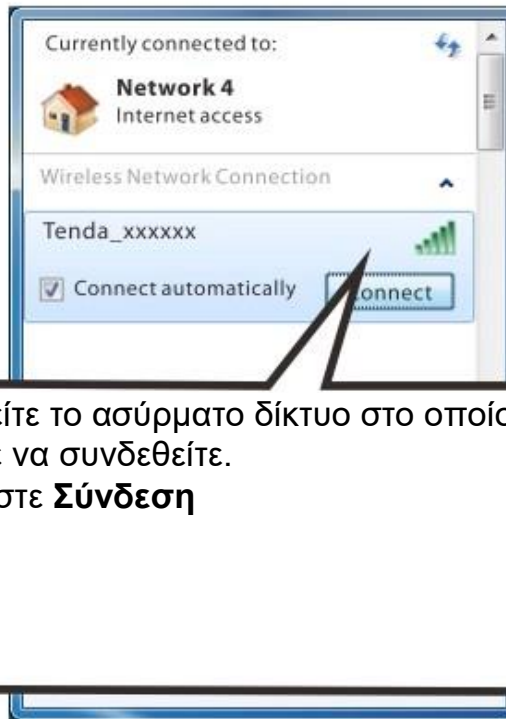 Currently connected to:
Network 4
Internet access
Wireless Network Connection
Tenda_xxxxxx
Connect automatically
είτε το ασύρματο δίκτυο στο οποίο
να συνδεθείτε.
στε Σύνδεση